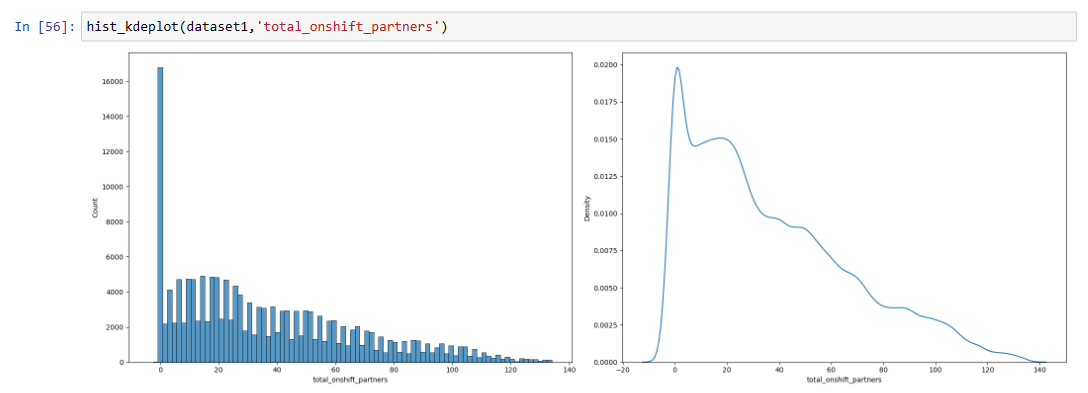 In [56]: hist_kdeplot(dataset1,'total_onshift_partners')
16000
14000
12000
10000
8000
6000
4000
2000
0
Count
0 20 40 60 80 100 120 140
total_onshift_partners
0.0200
0.0175
0.0150
0.0125
0.0100
0.0075
0.0050
0.0025
0.0000
Density
−20 0 20 40 60 80 100 120 140
total_onshift_partners